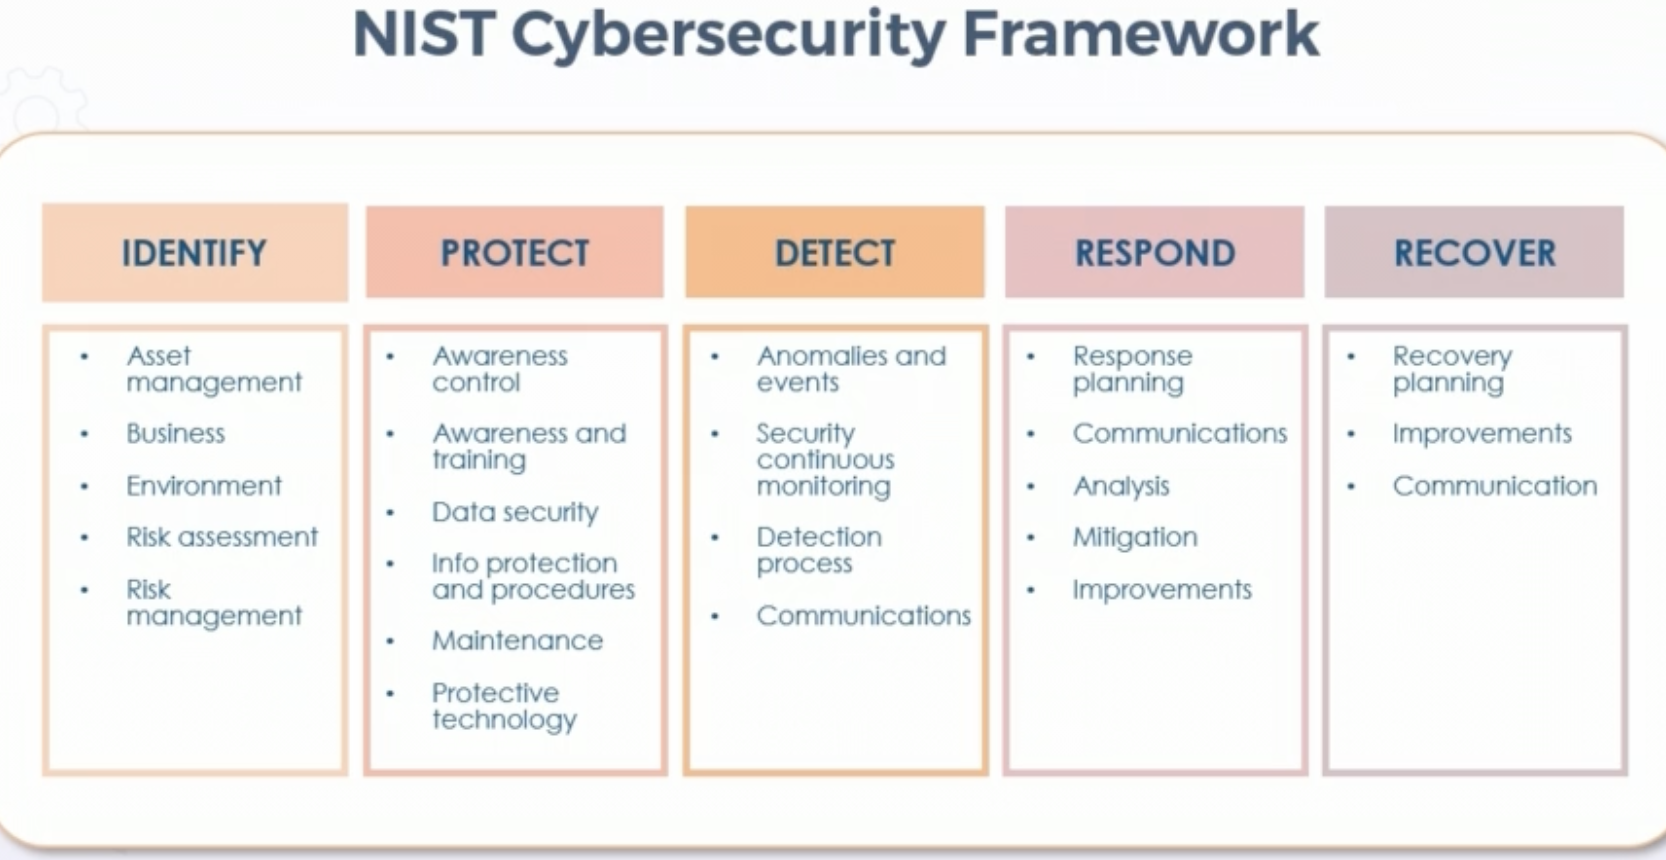 NIST Cybersecurity Framework
IDENTIFY
• Asset
management
• Business
• Environment
• Risk assessment
• Risk
management
PROTECT
• Awareness
control
• Awareness and
training
• Data security
• Info protection
and procedures
• Maintenance
• Protective
technology
DETECT
• Anomalies and
events
• Security
continuous
monitoring
• Detection
process
• Communications
RESPOND
• Response
planning
• Communications
• Analysis
• Mitigation
• Improvements
RECOVER
• Recovery
planning
• Improvements
• Communication